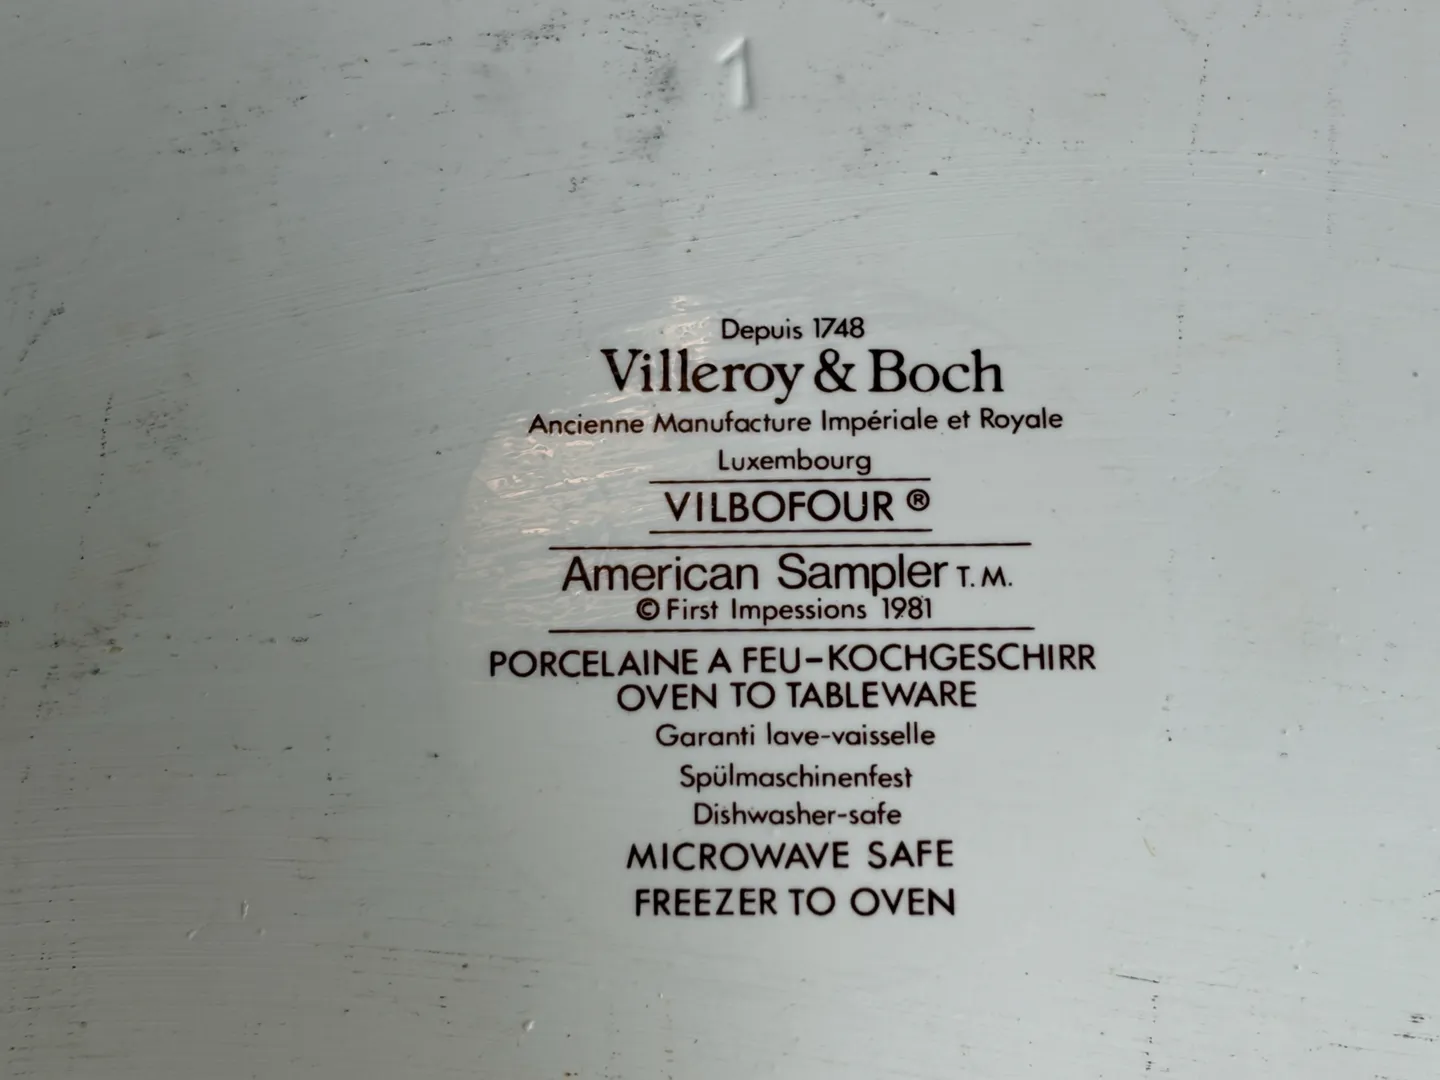 1
Depuis 1748
Villeroy & Boch
Ancienne Manufacture Impériale et Royale
Luxembourg
VILBOFOUR ®
American Sampler T.M.
© First Impessions 1981
PORCELAINE A FEU-KOCHGESCHIRR
OVEN TO TABLEWARE
Garanti lave-vaisselle
Spülmaschinenfest
Dishwasher-safe
MICROWAVE SAFE
FREEZER TO OVEN